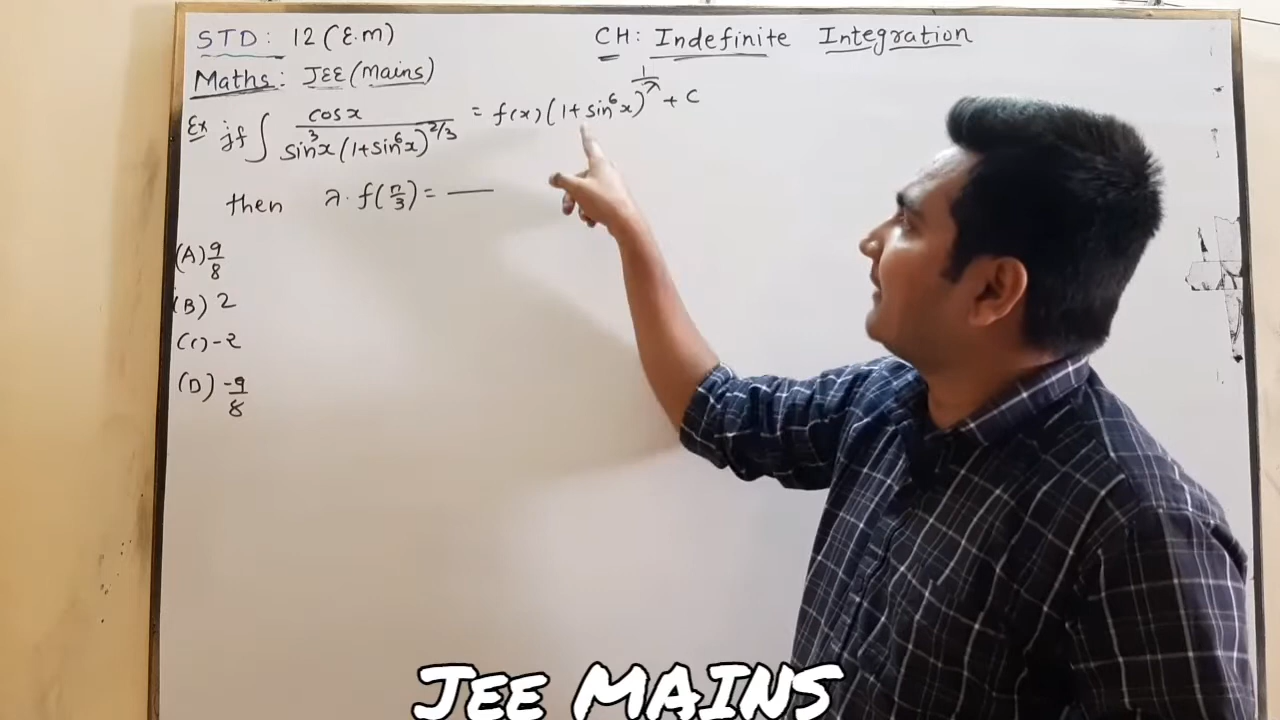 STD: 12 (E.m)
CH: Indefinite Integration
Maths: JEE (Mains)
Ex if ∫ cosx / sin³x (1+sin⁶x)^2/3 = f(x) (1+sin⁶x)^1/λ + c
then λ. f(π/3) = —
(A) 9/8
(B) 2
(C) -2
(D) -9/8
JEE MAINS